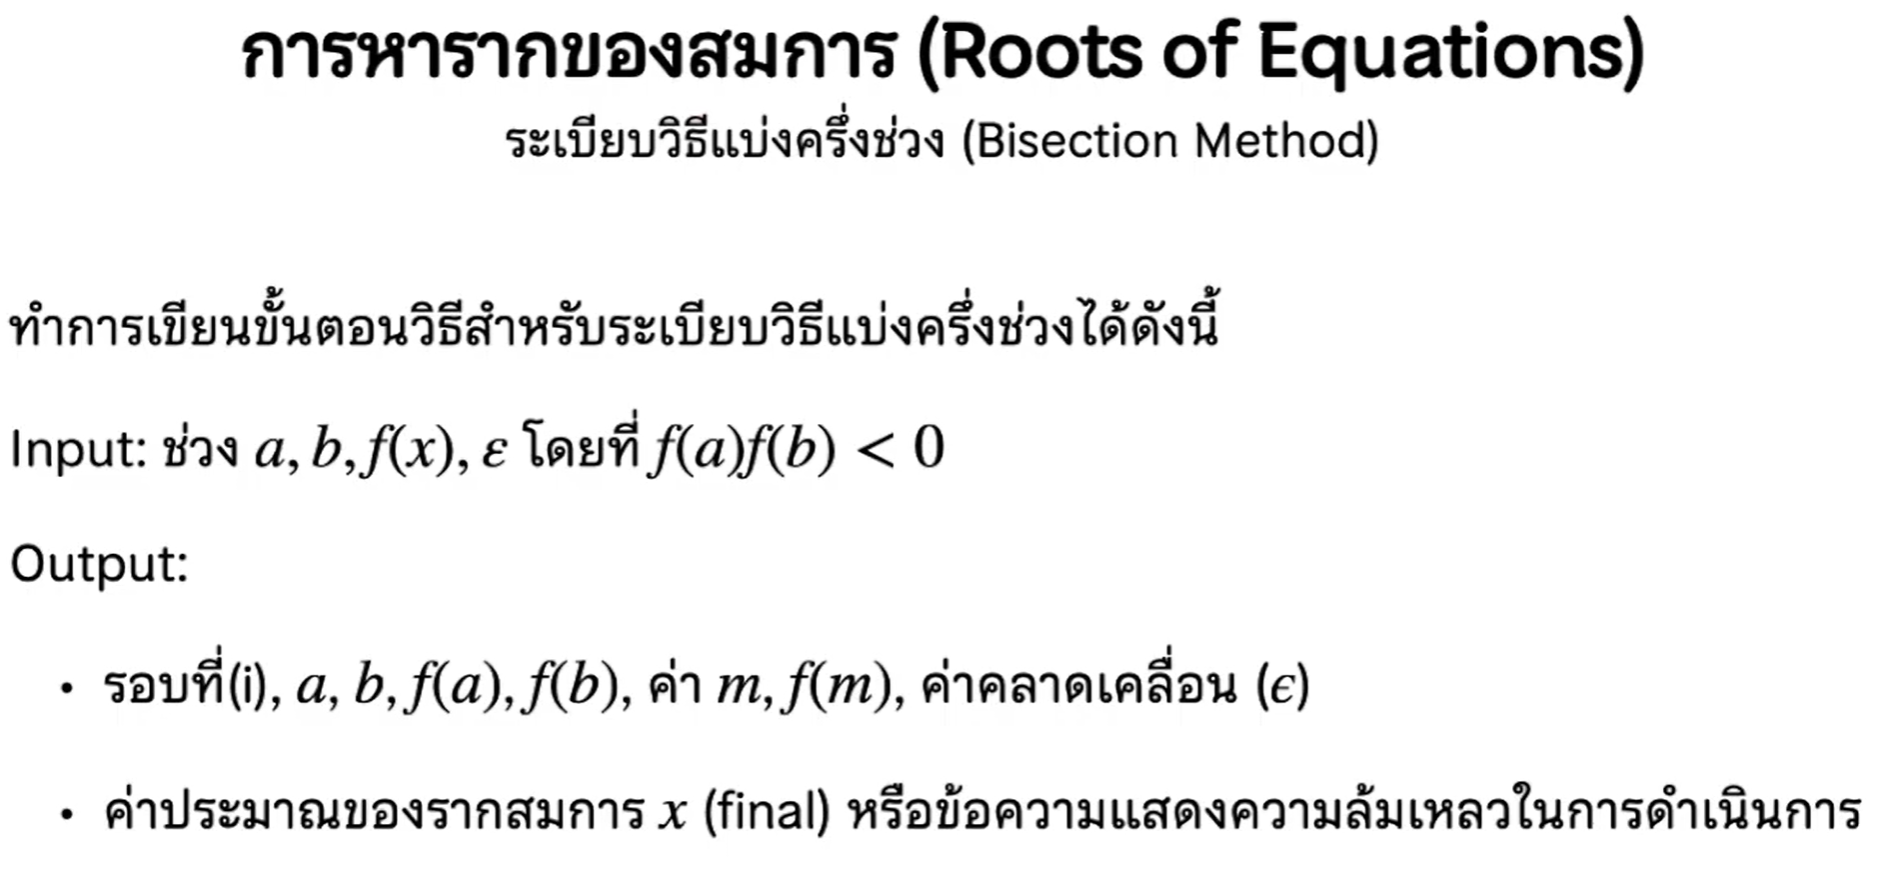 การหารากของสมการ (Roots of Equations)
ระเบียบวิธีแบ่งครึ่งช่วง (Bisection Method)
ทำการเขียนขั้นตอนวิธีสำหรับระเบียบวิธีแบ่งครึ่งช่วงได้ดังนี้
Input: ช่วง a, b, f(x), ε โดยที่ f(a)f(b) < 0
Output:
• รอบที่(i), a, b, f(a), f(b), ค่า m, f(m), ค่าคลาดเคลื่อน (ϵ)
• ค่าประมาณของรากสมการ x (final) หรือข้อความแสดงความล้มเหลวในการดำเนินการ